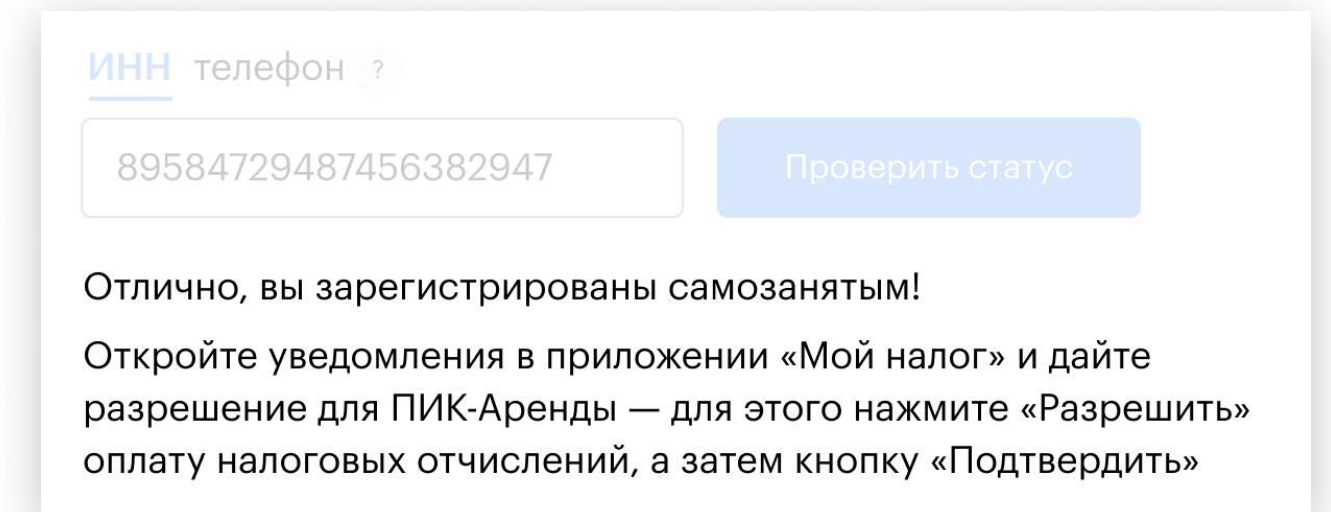 ИНН телефон ?
89584729487456382947 Проверить статус
Отлично, вы зарегистрированы самозанятым!
Откройте уведомления в приложении «Мой налог» и дайте
разрешение для ПИК-Аренды — для этого нажмите «Разрешить»
оплату налоговых отчислений, а затем кнопку «Подтвердить»